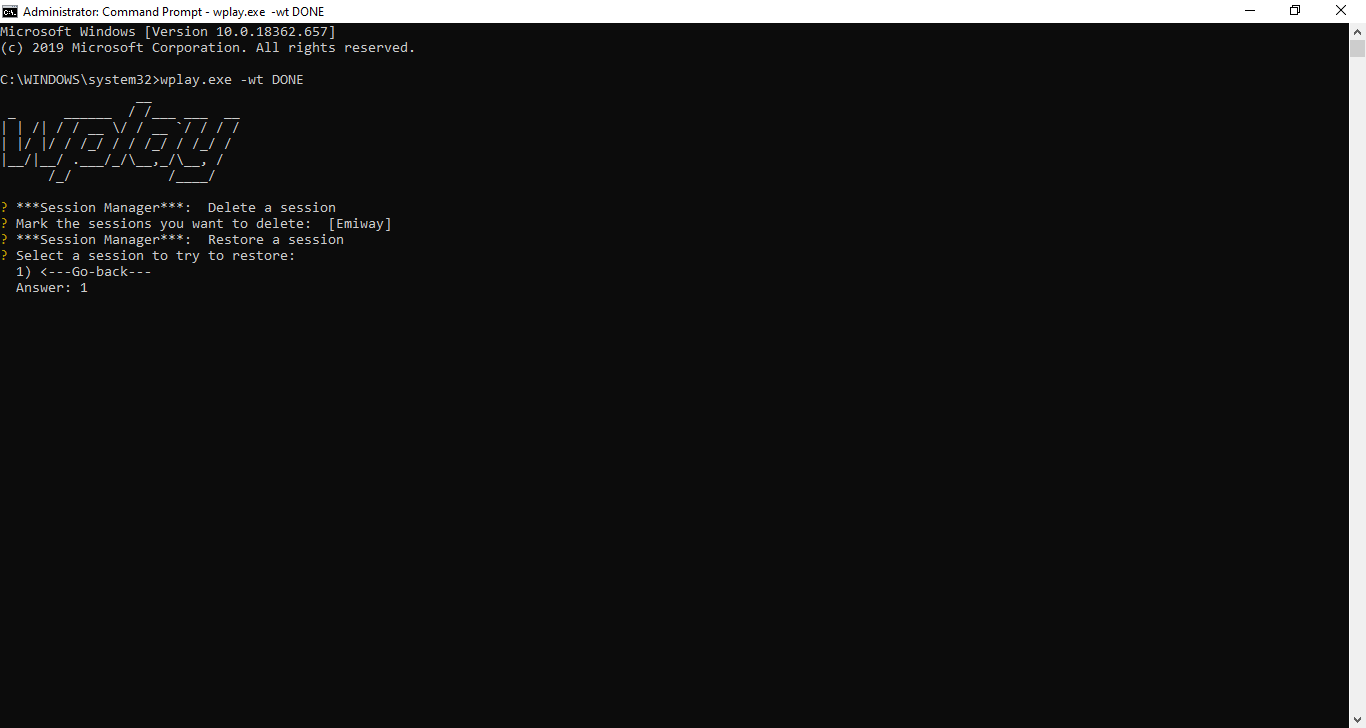 Administrator: Command Prompt - wplay.exe  -wt DONE
Microsoft Windows [Version 10.0.18362.657]
(c) 2019 Microsoft Corporation. All rights reserved.
C:\WINDOWS\system32>wplay.exe -wt DONE
wplay
? ***Session Manager***:  Delete a session
? Mark the sessions you want to delete:  [Emiway]
? ***Session Manager***:  Restore a session
? Select a session to try to restore:
  1) <---Go-back---
  Answer: 1